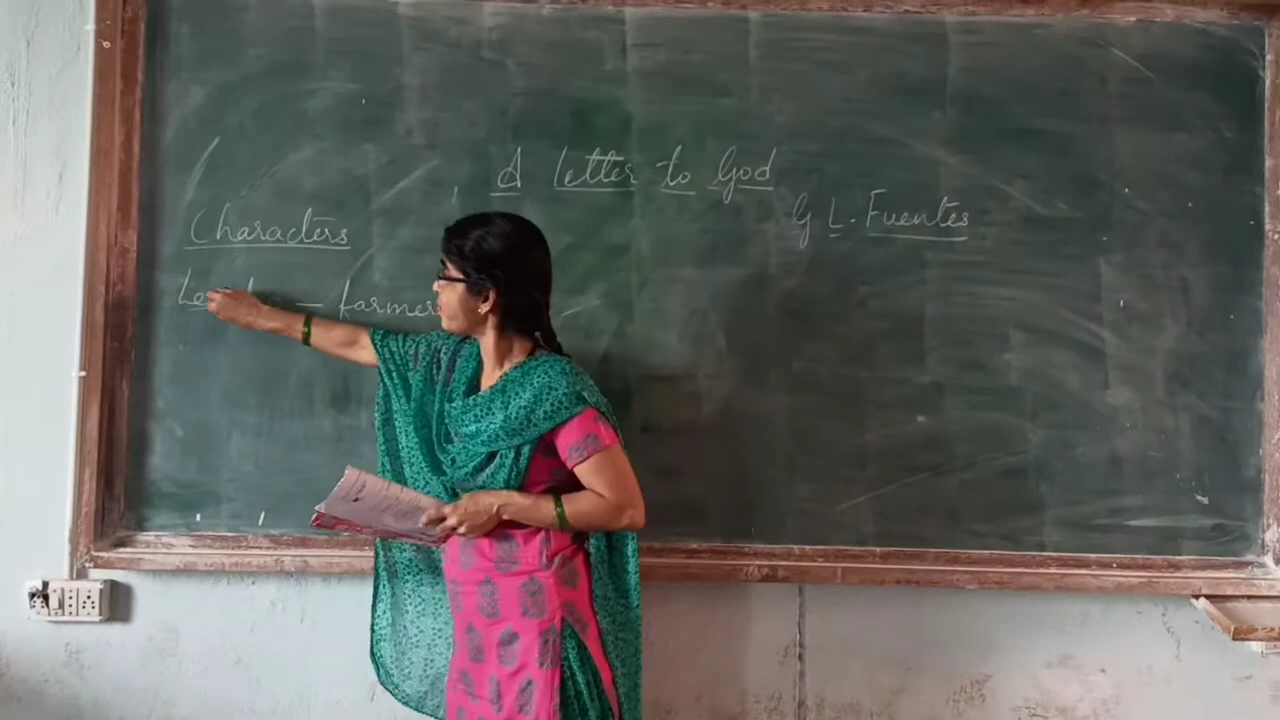 A Letter to God
G L. Fuentes
Characters
— farmer